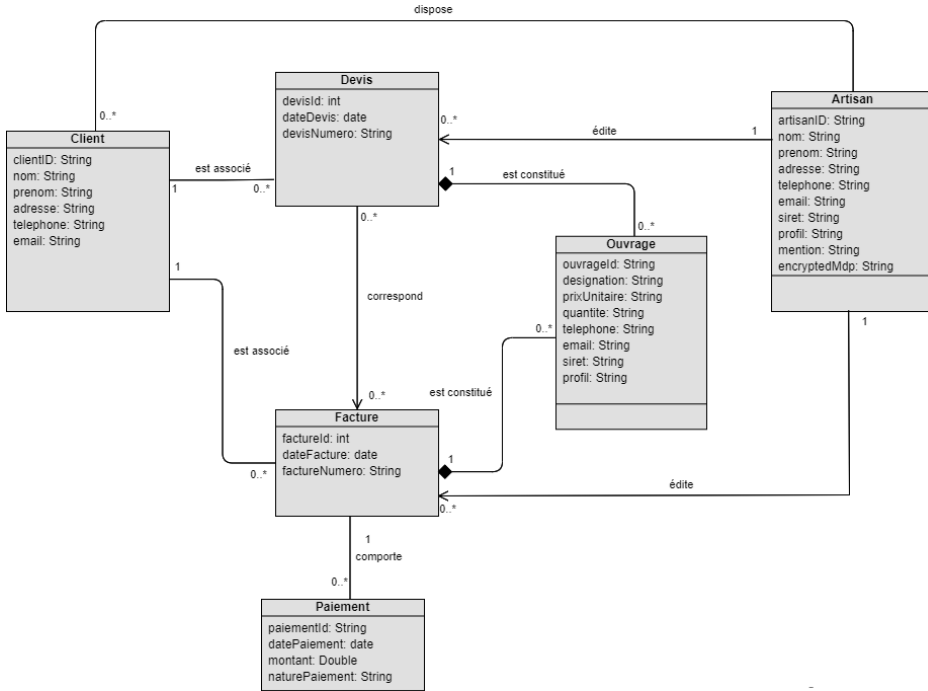 dispose
Devis
devisId: int
dateDevis: date
devisNumero: String
Artisan
artisanID: String
nom: String
prenom: String
adresse: String
telephone: String
email: String
siret: String
profil: String
mention: String
encryptedMdp: String
0..*
Client
clientID: String
nom: String
prenom: String
adresse: String
telephone: String
email: String
0..*
édite
1
est associé
1
0..*
1
est constitué
0..*
0..*
Ouvrage
ouvrageId: String
designation: String
prixUnitaire: String
quantite: String
telephone: String
email: String
siret: String
profil: String
1
correspond
0..*
1
est associé
0..*
est constitué
Facture
factureId: int
dateFacture: date
factureNumero: String
0..*
1
édite
0..*
1
comporte
0..*
Paiement
paiementId: String
datePaiement: date
montant: Double
naturePaiement: String